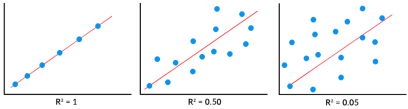 R² = 1
R² = 0.50
R² = 0.05